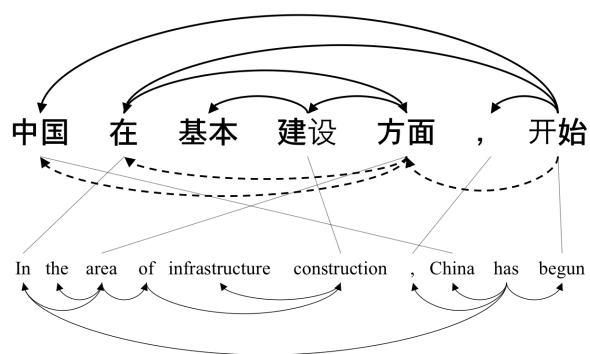 中国 在 基本 建设 方面 , 开始
In the area of infrastructure construction , China has begun